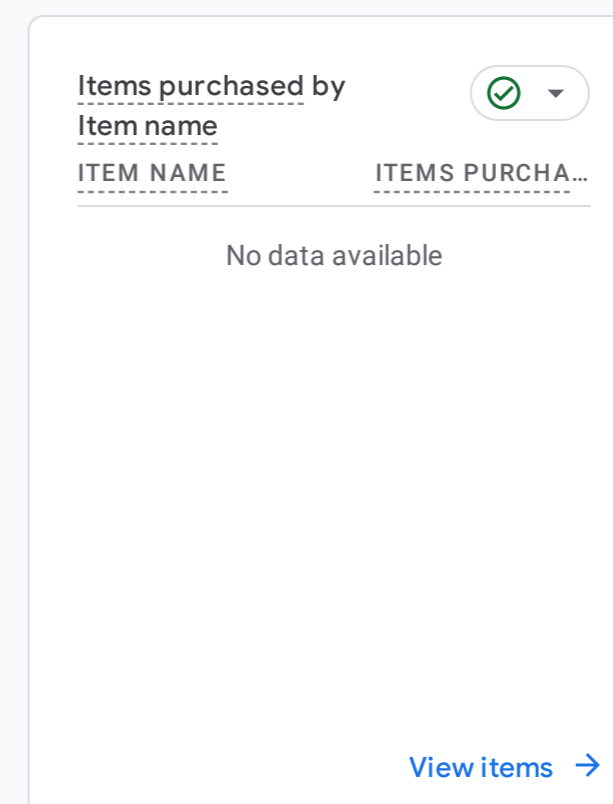 Items purchased by
Item name
ITEM NAME ITEMS PURCHA...
No data available
View items